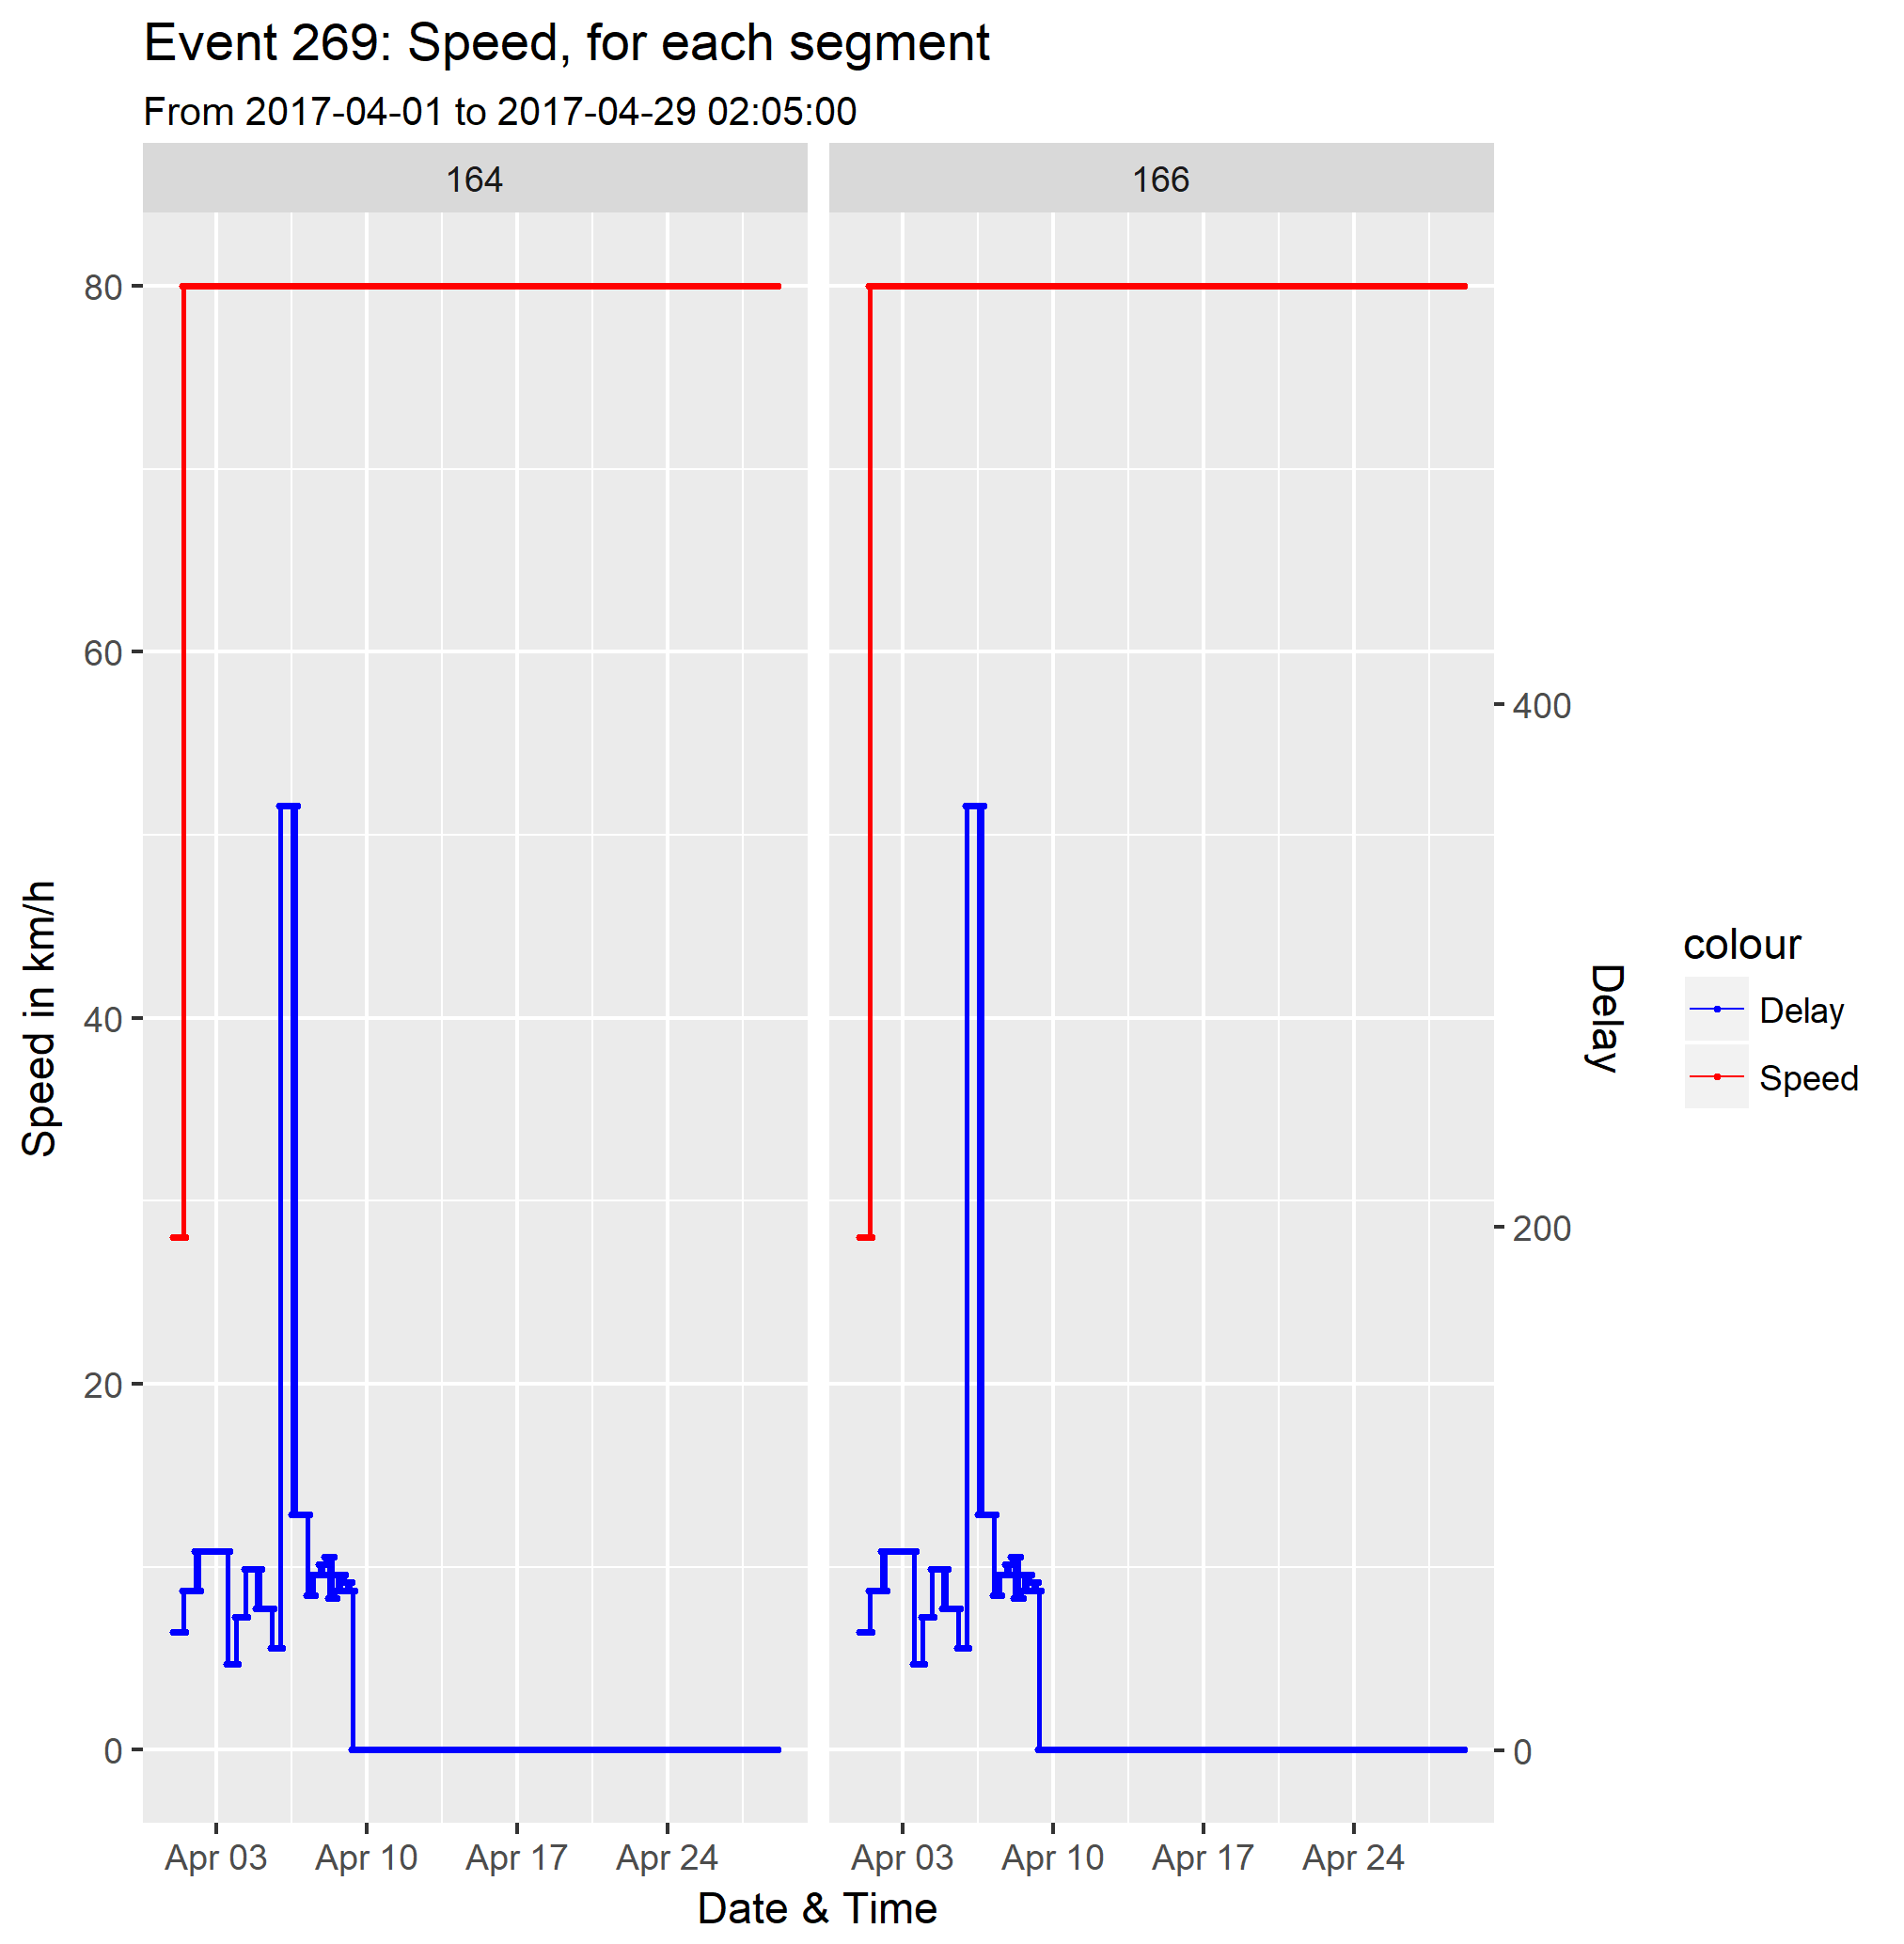 Event 269: Speed, for each segment
From 2017-04-01 to 2017-04-29 02:05:00
164
166
80
60
40
20
0
Speed in km/h
400
200
0
Delay
colour
Delay
Speed
Apr 03
Apr 10
Apr 17
Apr 24
Apr 03
Apr 10
Apr 17
Apr 24
Date & Time